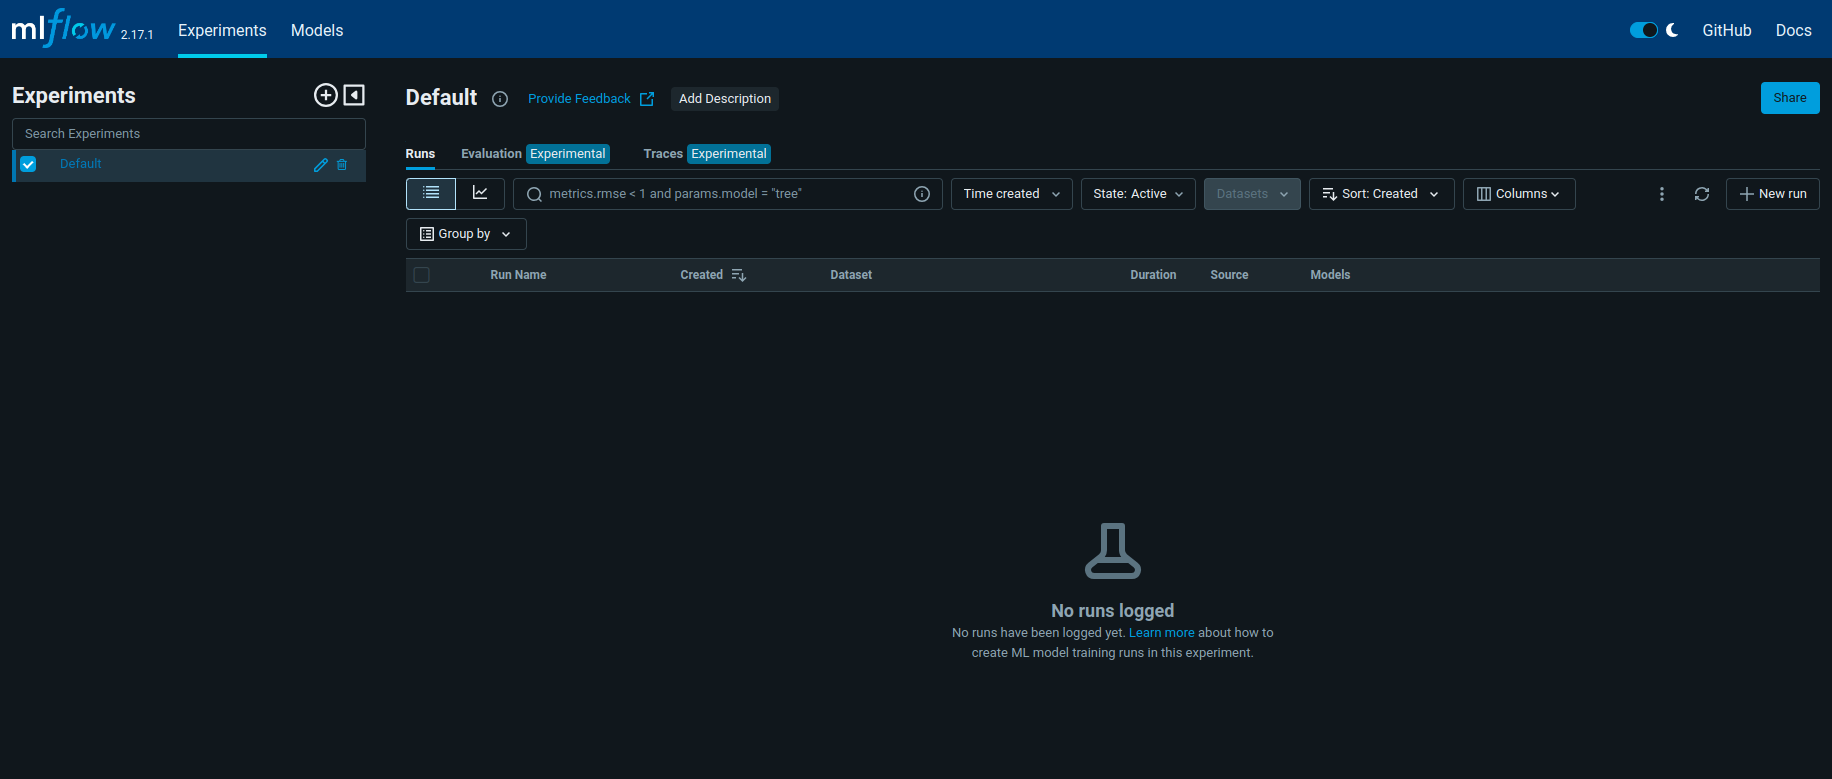 mlflow 2.17.1 Experiments Models GitHub Docs
Experiments
Search Experiments
Default
Default Provide Feedback Add Description Share
Runs Evaluation Experimental Traces Experimental
metrics.rmse < 1 and params.model = "tree" Time created State: Active Datasets Sort: Created Columns New run
Group by
Run Name Created Dataset Duration Source Models
No runs logged
No runs have been logged yet. Learn more about how to
create ML model training runs in this experiment.